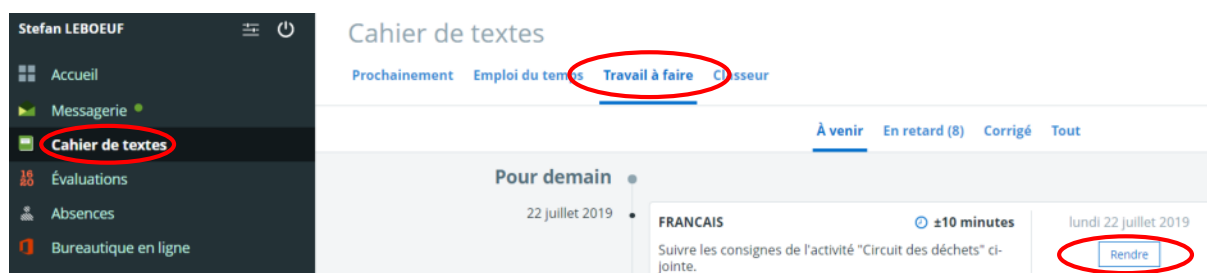 Stefan LEBOEUF
Accueil
Messagerie
Cahier de textes
16
20
Évaluations
Absences
Bureautique en ligne
Cahier de textes
Prochainement Emploi du temps Travail à faire Classeur
À venir En retard (8) Corrigé Tout
Pour demain
22 juillet 2019
FRANCAIS ±10 minutes
Suivre les consignes de l'activité "Circuit des déchets" ci-
jointe.
lundi 22 juillet 2019
Rendre